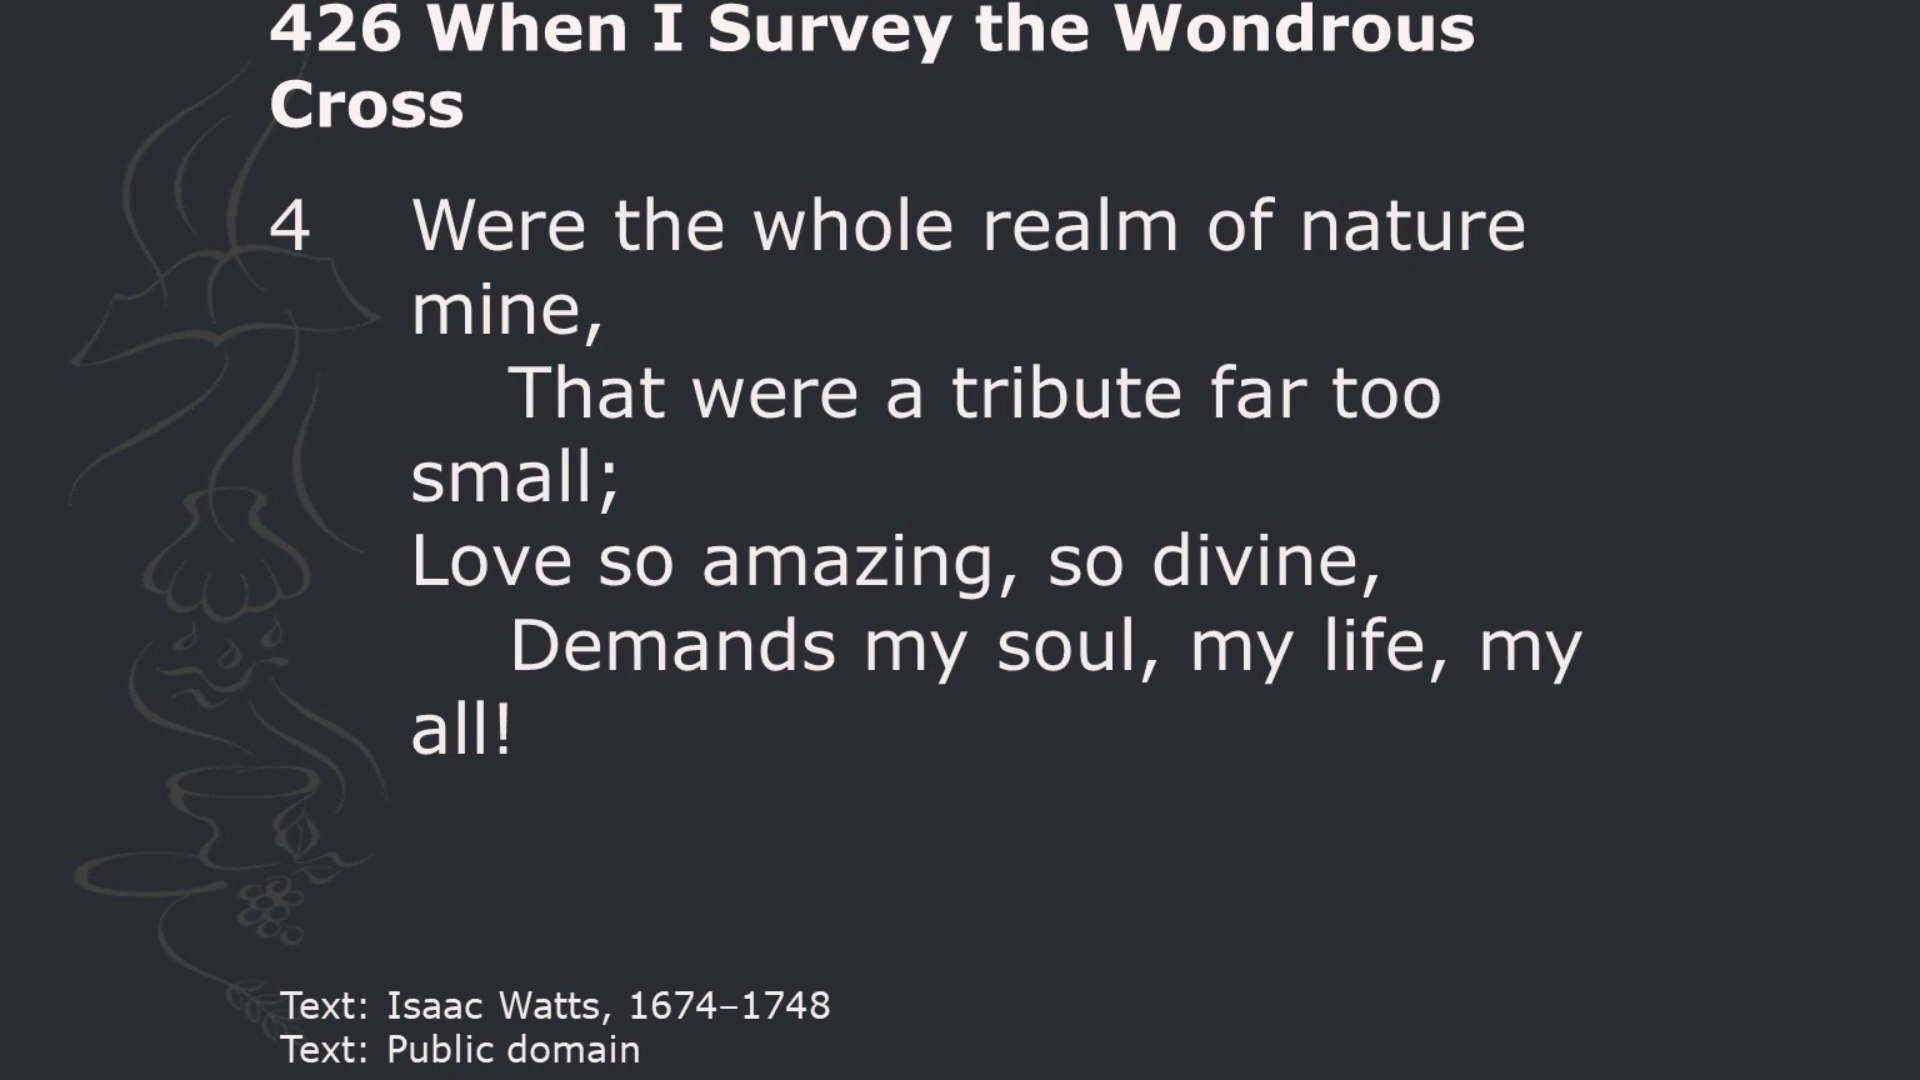 426 When I Survey the Wondrous
Cross
4 Were the whole realm of nature
mine,
That were a tribute far too
small;
Love so amazing, so divine,
Demands my soul, my life, my
all!
Text: Isaac Watts, 1674–1748
Text: Public domain